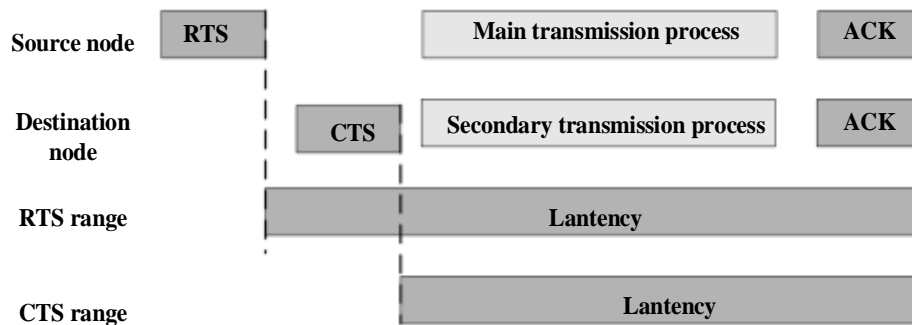 Source node
RTS
Main transmission process
ACK
Destination
node
CTS
Secondary transmission process
ACK
RTS range
Lantency
CTS range
Lantency